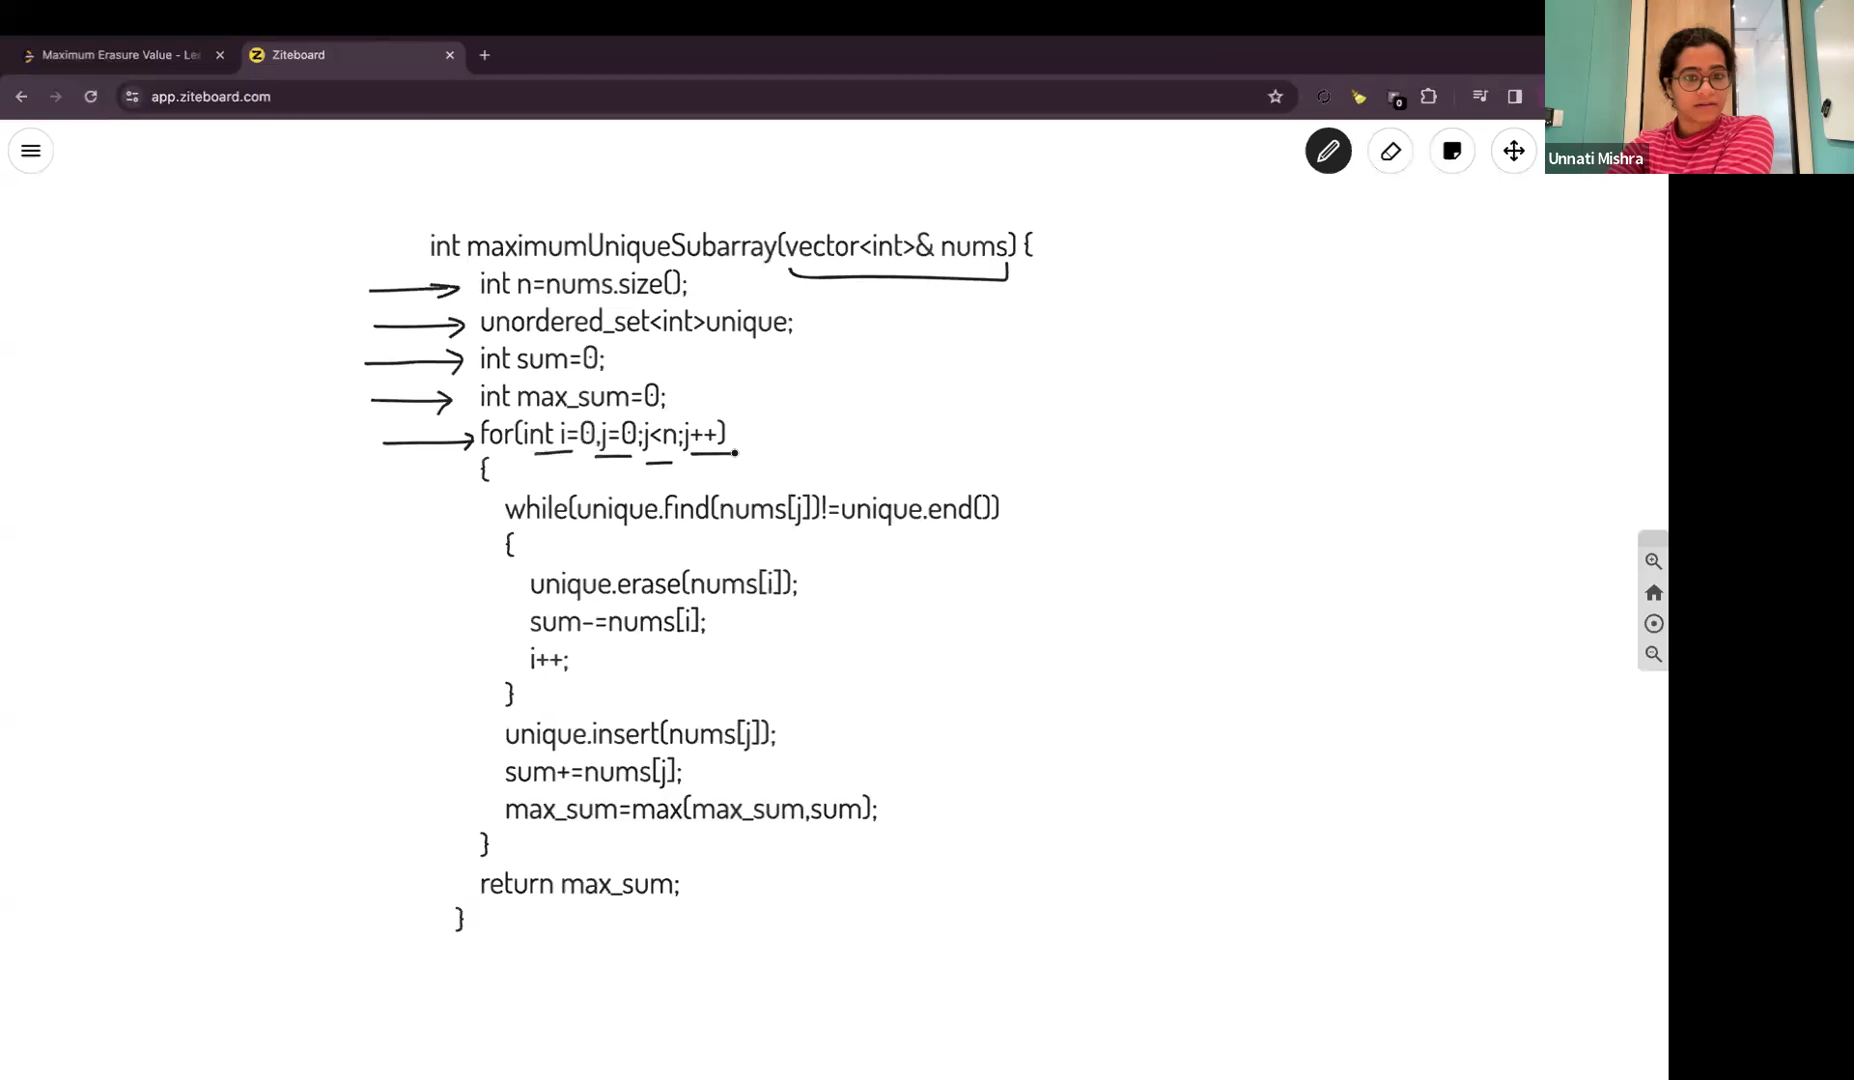 Maximum Erasure Value - Le
Ziteboard
app.ziteboard.com
0
Unnati Mishra
int maximumUniqueSubarray(vector<int>& nums) {
int n=nums.size();
unordered_set<int>unique;
int sum=0;
int max_sum=0;
for(int i=0,j=0;j<n;j++)
{
while(unique.find(nums[j])!=unique.end())
{
unique.erase(nums[i]);
sum-=nums[i];
i++;
}
unique.insert(nums[j]);
sum+=nums[j];
max_sum=max(max_sum,sum);
}
return max_sum;
}